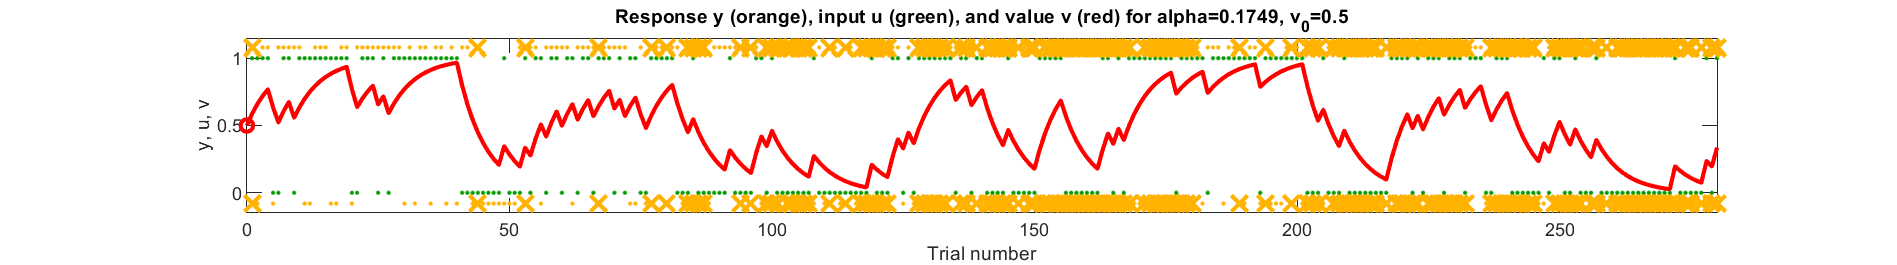 Response y (orange), input u (green), and value v (red) for alpha=0.1749, v₀=0.5
y, u, v
1
0.5
0
0 50 100 150 200 250
Trial number